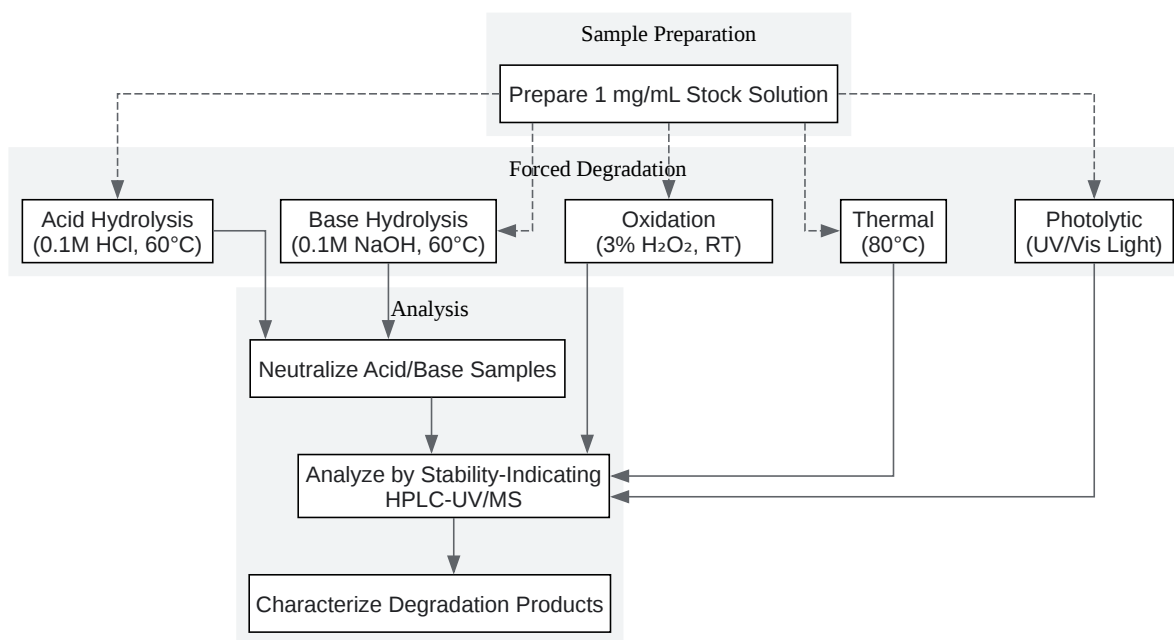 Sample Preparation
Prepare 1 mg/mL Stock Solution
Forced Degradation
Acid Hydrolysis
(0.1M HCl, 60°C)
Base Hydrolysis
(0.1M NaOH, 60°C)
Oxidation
(3% H₂O₂, RT)
Thermal
(80°C)
Photolytic
(UV/Vis Light)
Analysis
Neutralize Acid/Base Samples
Analyze by Stability-Indicating
HPLC-UV/MS
Characterize Degradation Products